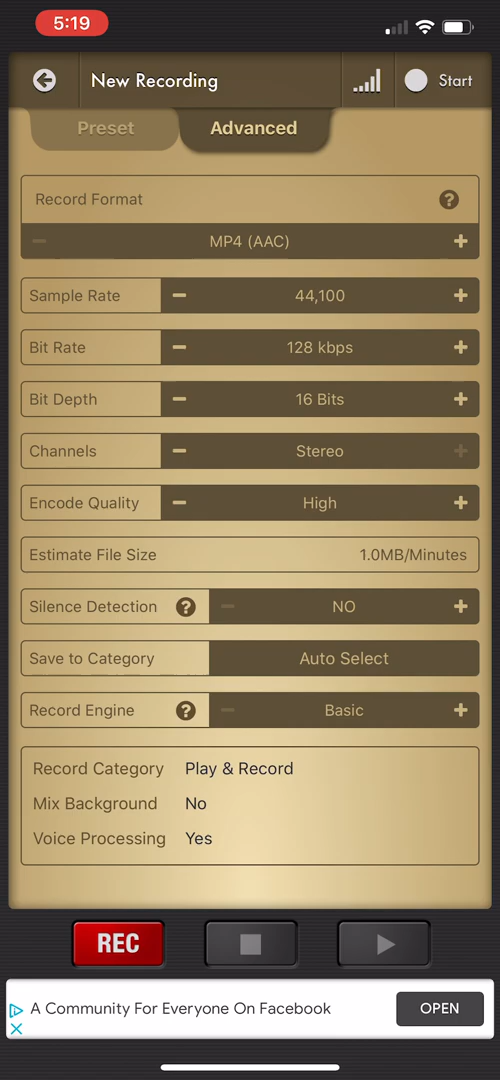 5:19
New Recording
Start
Preset
Advanced
Record Format ?
MP4 (AAC)
Sample Rate 44,100
Bit Rate 128 kbps
Bit Depth 16 Bits
Channels Stereo
Encode Quality High
Estimate File Size 1.0MB/Minutes
Silence Detection ? NO
Save to Category Auto Select
Record Engine ? Basic
Record Category Play & Record
Mix Background No
Voice Processing Yes
REC
A Community For Everyone On Facebook
OPEN